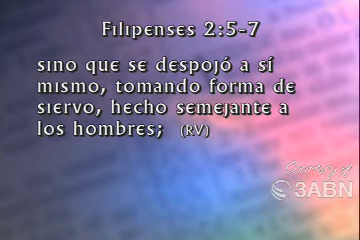 Filipenses 2:5-7
sino que se despojó a sí
mismo, tomando forma de
siervo, hecho semejante a
los hombres; (RV)
Courtesy of
3ABN